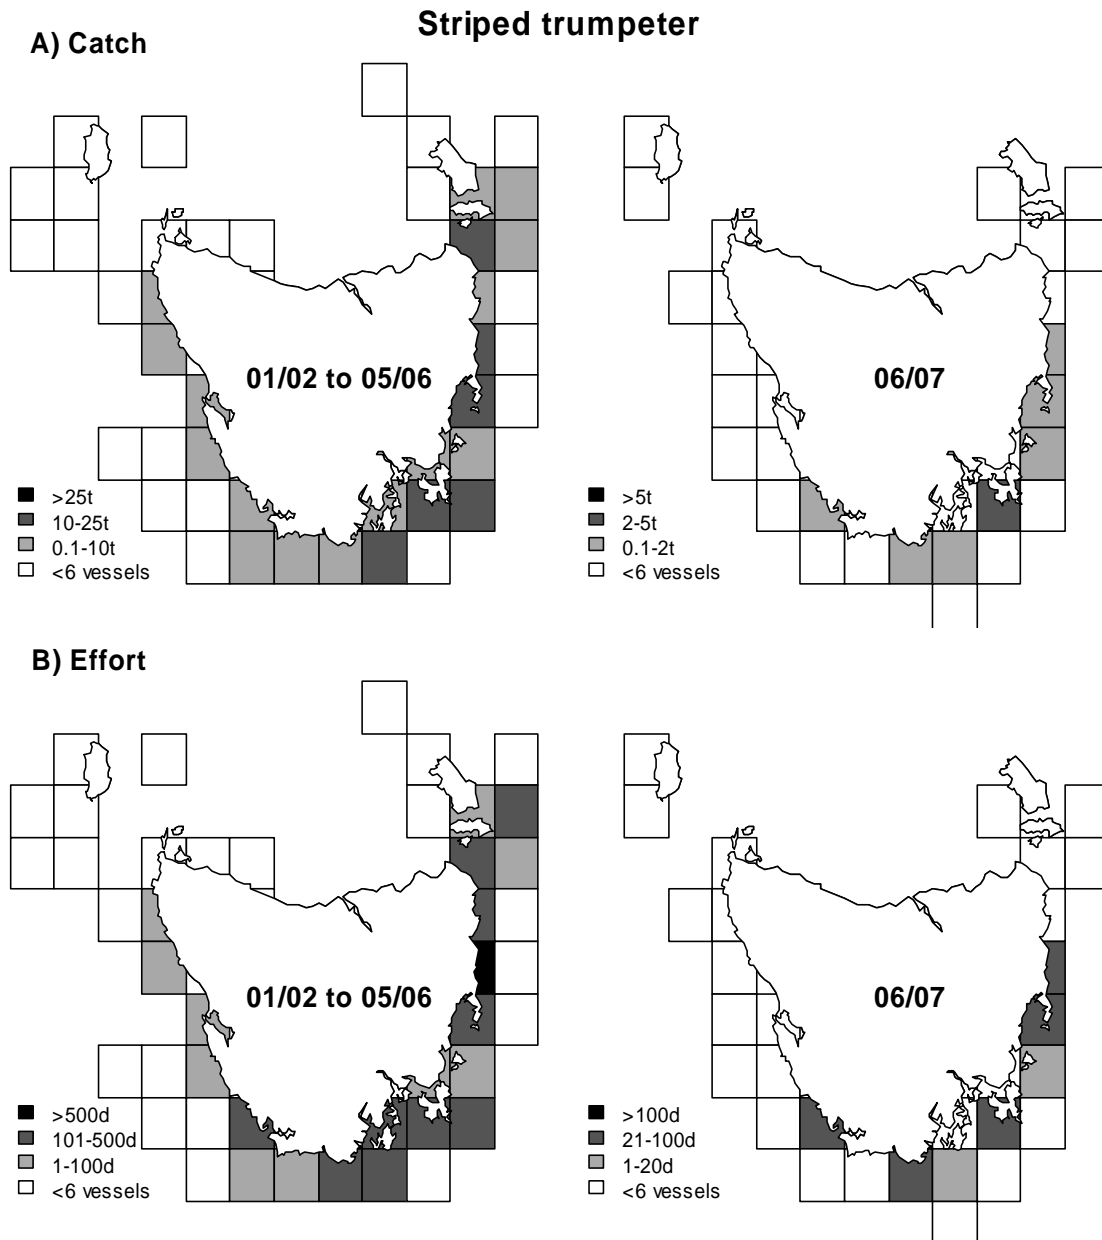 Striped trumpeter
A) Catch
01/02 to 05/06
>25t
10-25t
0.1-10t
<6 vessels
06/07
>5t
2-5t
0.1-2t
<6 vessels
B) Effort
01/02 to 05/06
>500d
101-500d
1-100d
<6 vessels
06/07
>100d
21-100d
1-20d
<6 vessels